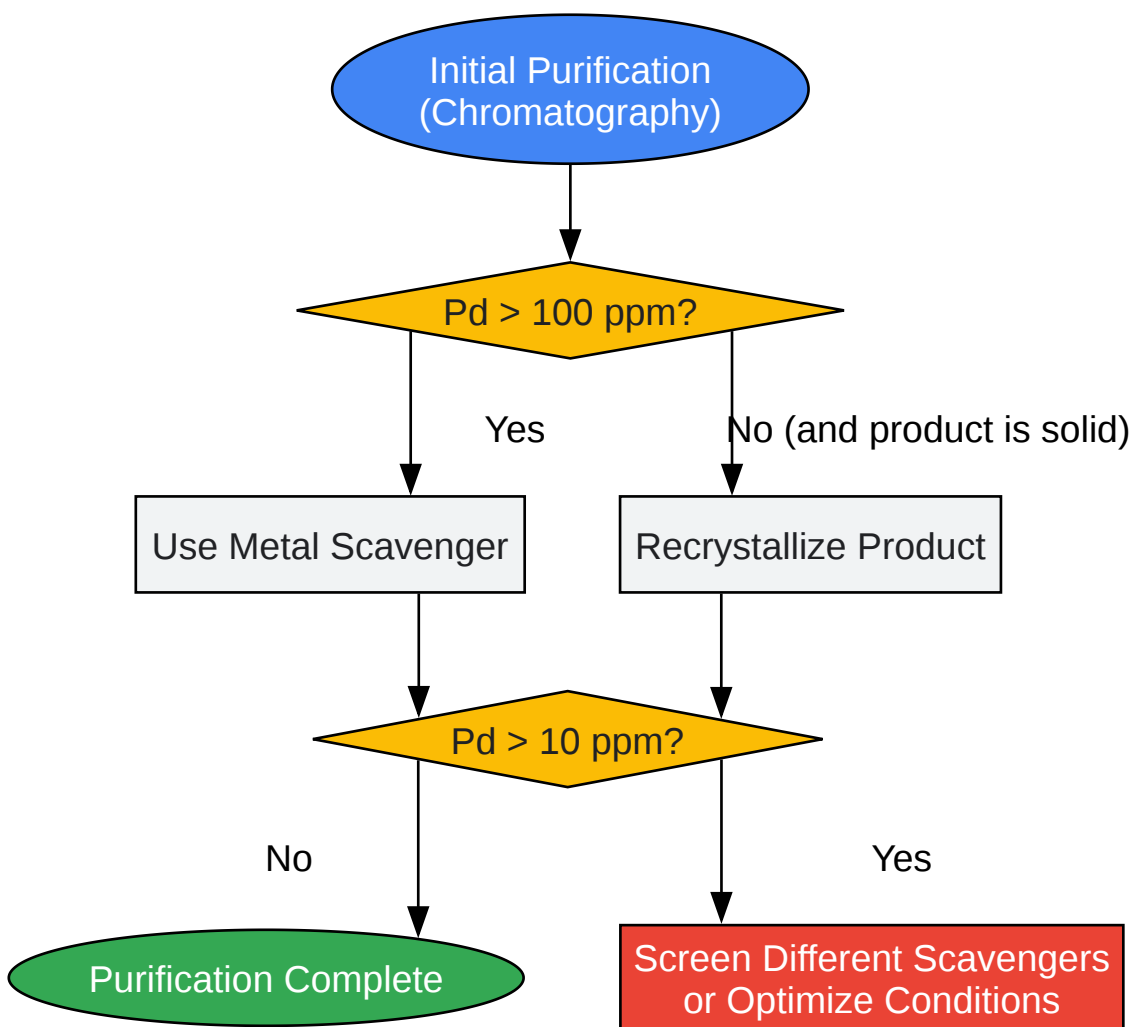 Initial Purification
(Chromatography)
Pd > 100 ppm?
Yes
No (and product is solid)
Use Metal Scavenger
Recrystallize Product
Pd > 10 ppm?
No
Yes
Purification Complete
Screen Different Scavengers
or Optimize Conditions